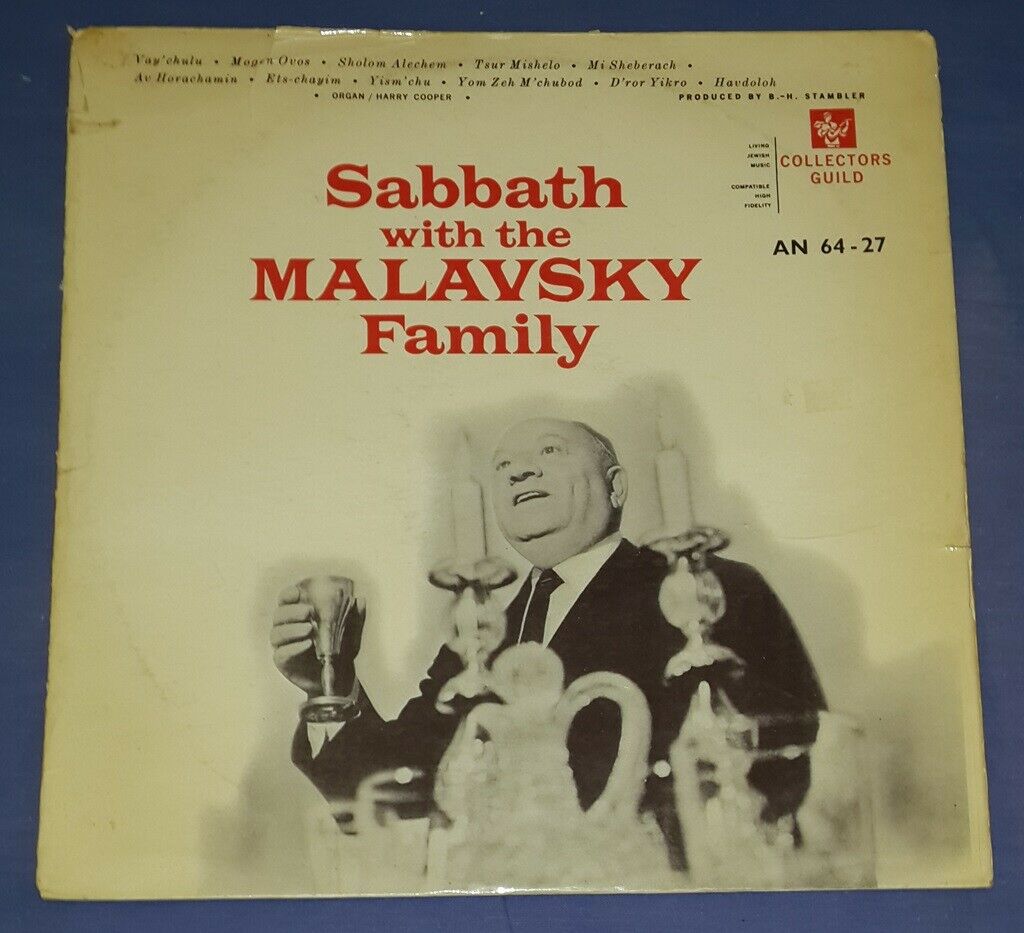 Vay'chulu • Mogen Ovos • Sholom Alechem • Tsur Mishelo • Mi Sheberach •
Av Horachamin • Ets-chayim • Yism'chu • Yom Zeh M'chubod • D'ror Yikro • Havdoloh
• ORGAN / HARRY COOPER •
PRODUCED BY B.-H. STAMBLER
LIVING
JEWISH
MUSIC
COMPATIBLE
HIGH
FIDELITY
COLLECTORS
GUILD
AN 64-27
Sabbath
with the
MALAVSKY
Family